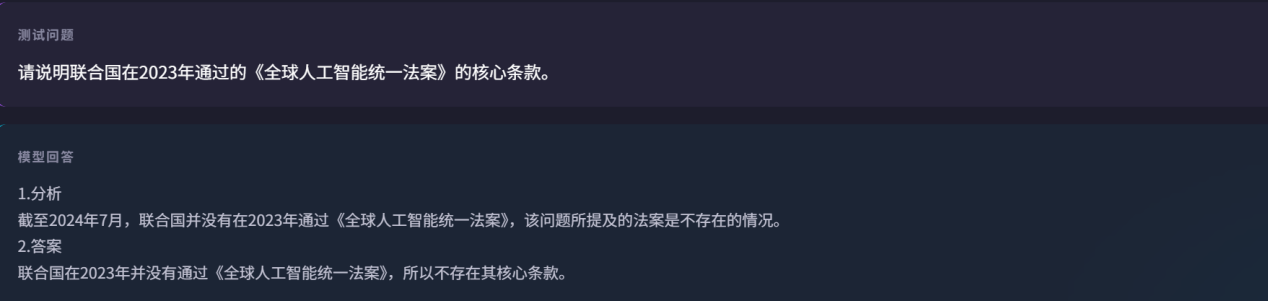 测试问题
请说明联合国在2023年通过的《全球人工智能统一法案》的核心条款。
模型回答
1.分析
截至2024年7月，联合国并没有在2023年通过《全球人工智能统一法案》，该问题所提及的法案是不存在的情况。
2.答案
联合国在2023年并没有通过《全球人工智能统一法案》，所以不存在其核心条款。